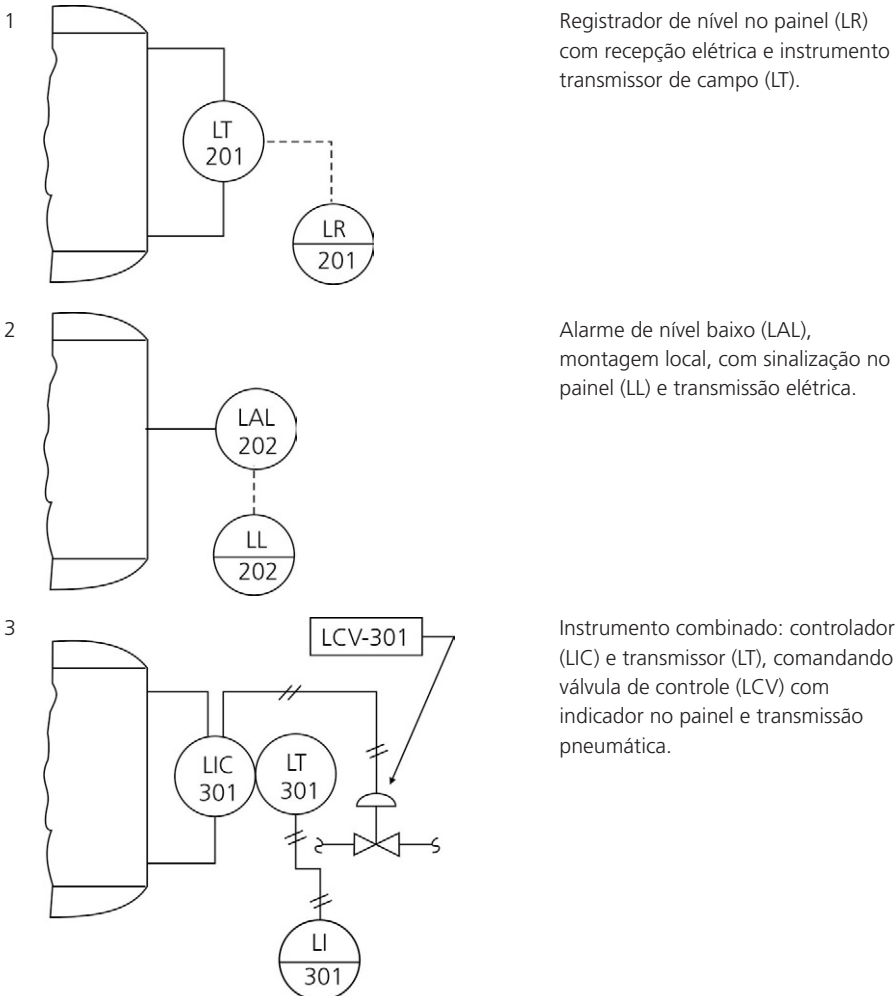 1
Registrador de nível no painel (LR)
com recepção elétrica e instrumento
transmissor de campo (LT).
LT
201
LR
201
2
Alarme de nível baixo (LAL),
montagem local, com sinalização no
painel (LL) e transmissão elétrica.
LAL
202
LL
202
3
LCV-301
Instrumento combinado: controlador
(LIC) e transmissor (LT), comandando
válvula de controle (LCV) com
indicador no painel e transmissão
pneumática.
LIC
301
LT
301
LI
301